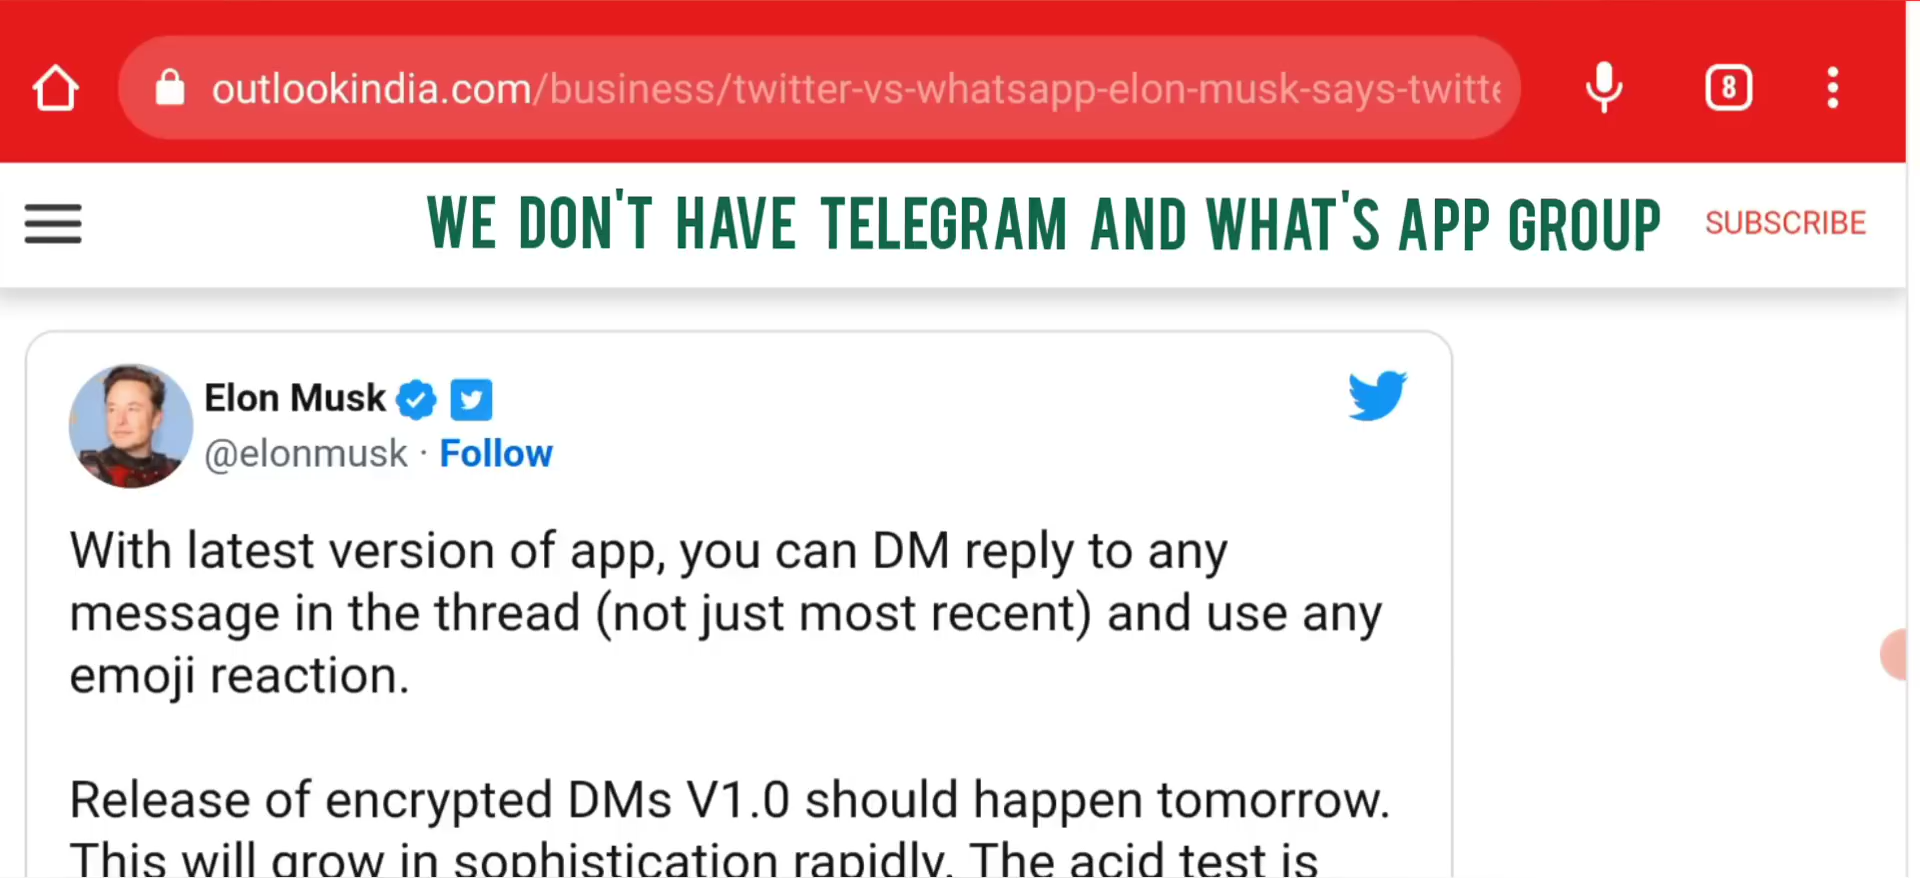 outlookindia.com/business/twitter-vs-whatsapp-elon-musk-says-twitte
8
WE DON'T HAVE TELEGRAM AND WHAT'S APP GROUP
SUBSCRIBE
Elon Musk
@elonmusk · Follow
With latest version of app, you can DM reply to any
message in the thread (not just most recent) and use any
emoji reaction.
Release of encrypted DMs V1.0 should happen tomorrow.
This will grow in sophistication rapidly. The acid test is